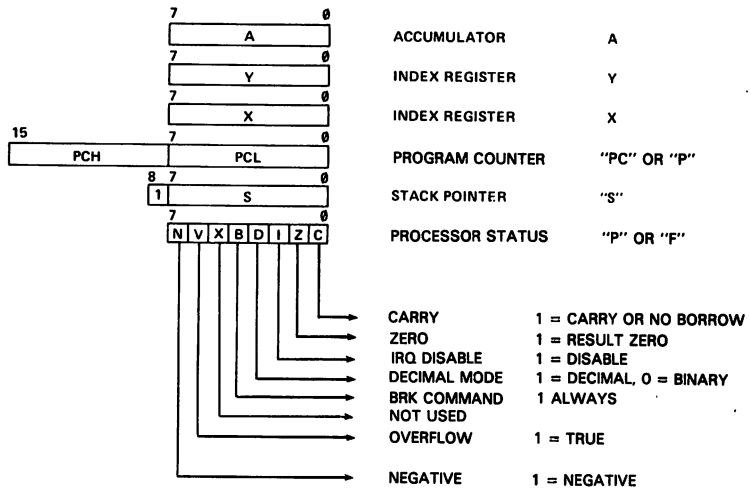 7 0
A ACCUMULATOR A
7 0
Y INDEX REGISTER Y
7 0
X INDEX REGISTER X
15 7 0
PCH PCL PROGRAM COUNTER "PC" OR "P"
8 7 0
1 S STACK POINTER "S"
7 0
N V X B D I Z C PROCESSOR STATUS "P" OR "F"
CARRY 1 = CARRY OR NO BORROW
ZERO 1 = RESULT ZERO
IRQ DISABLE 1 = DISABLE
DECIMAL MODE 1 = DECIMAL, 0 = BINARY
BRK COMMAND 1 ALWAYS
NOT USED
OVERFLOW 1 = TRUE
NEGATIVE 1 = NEGATIVE